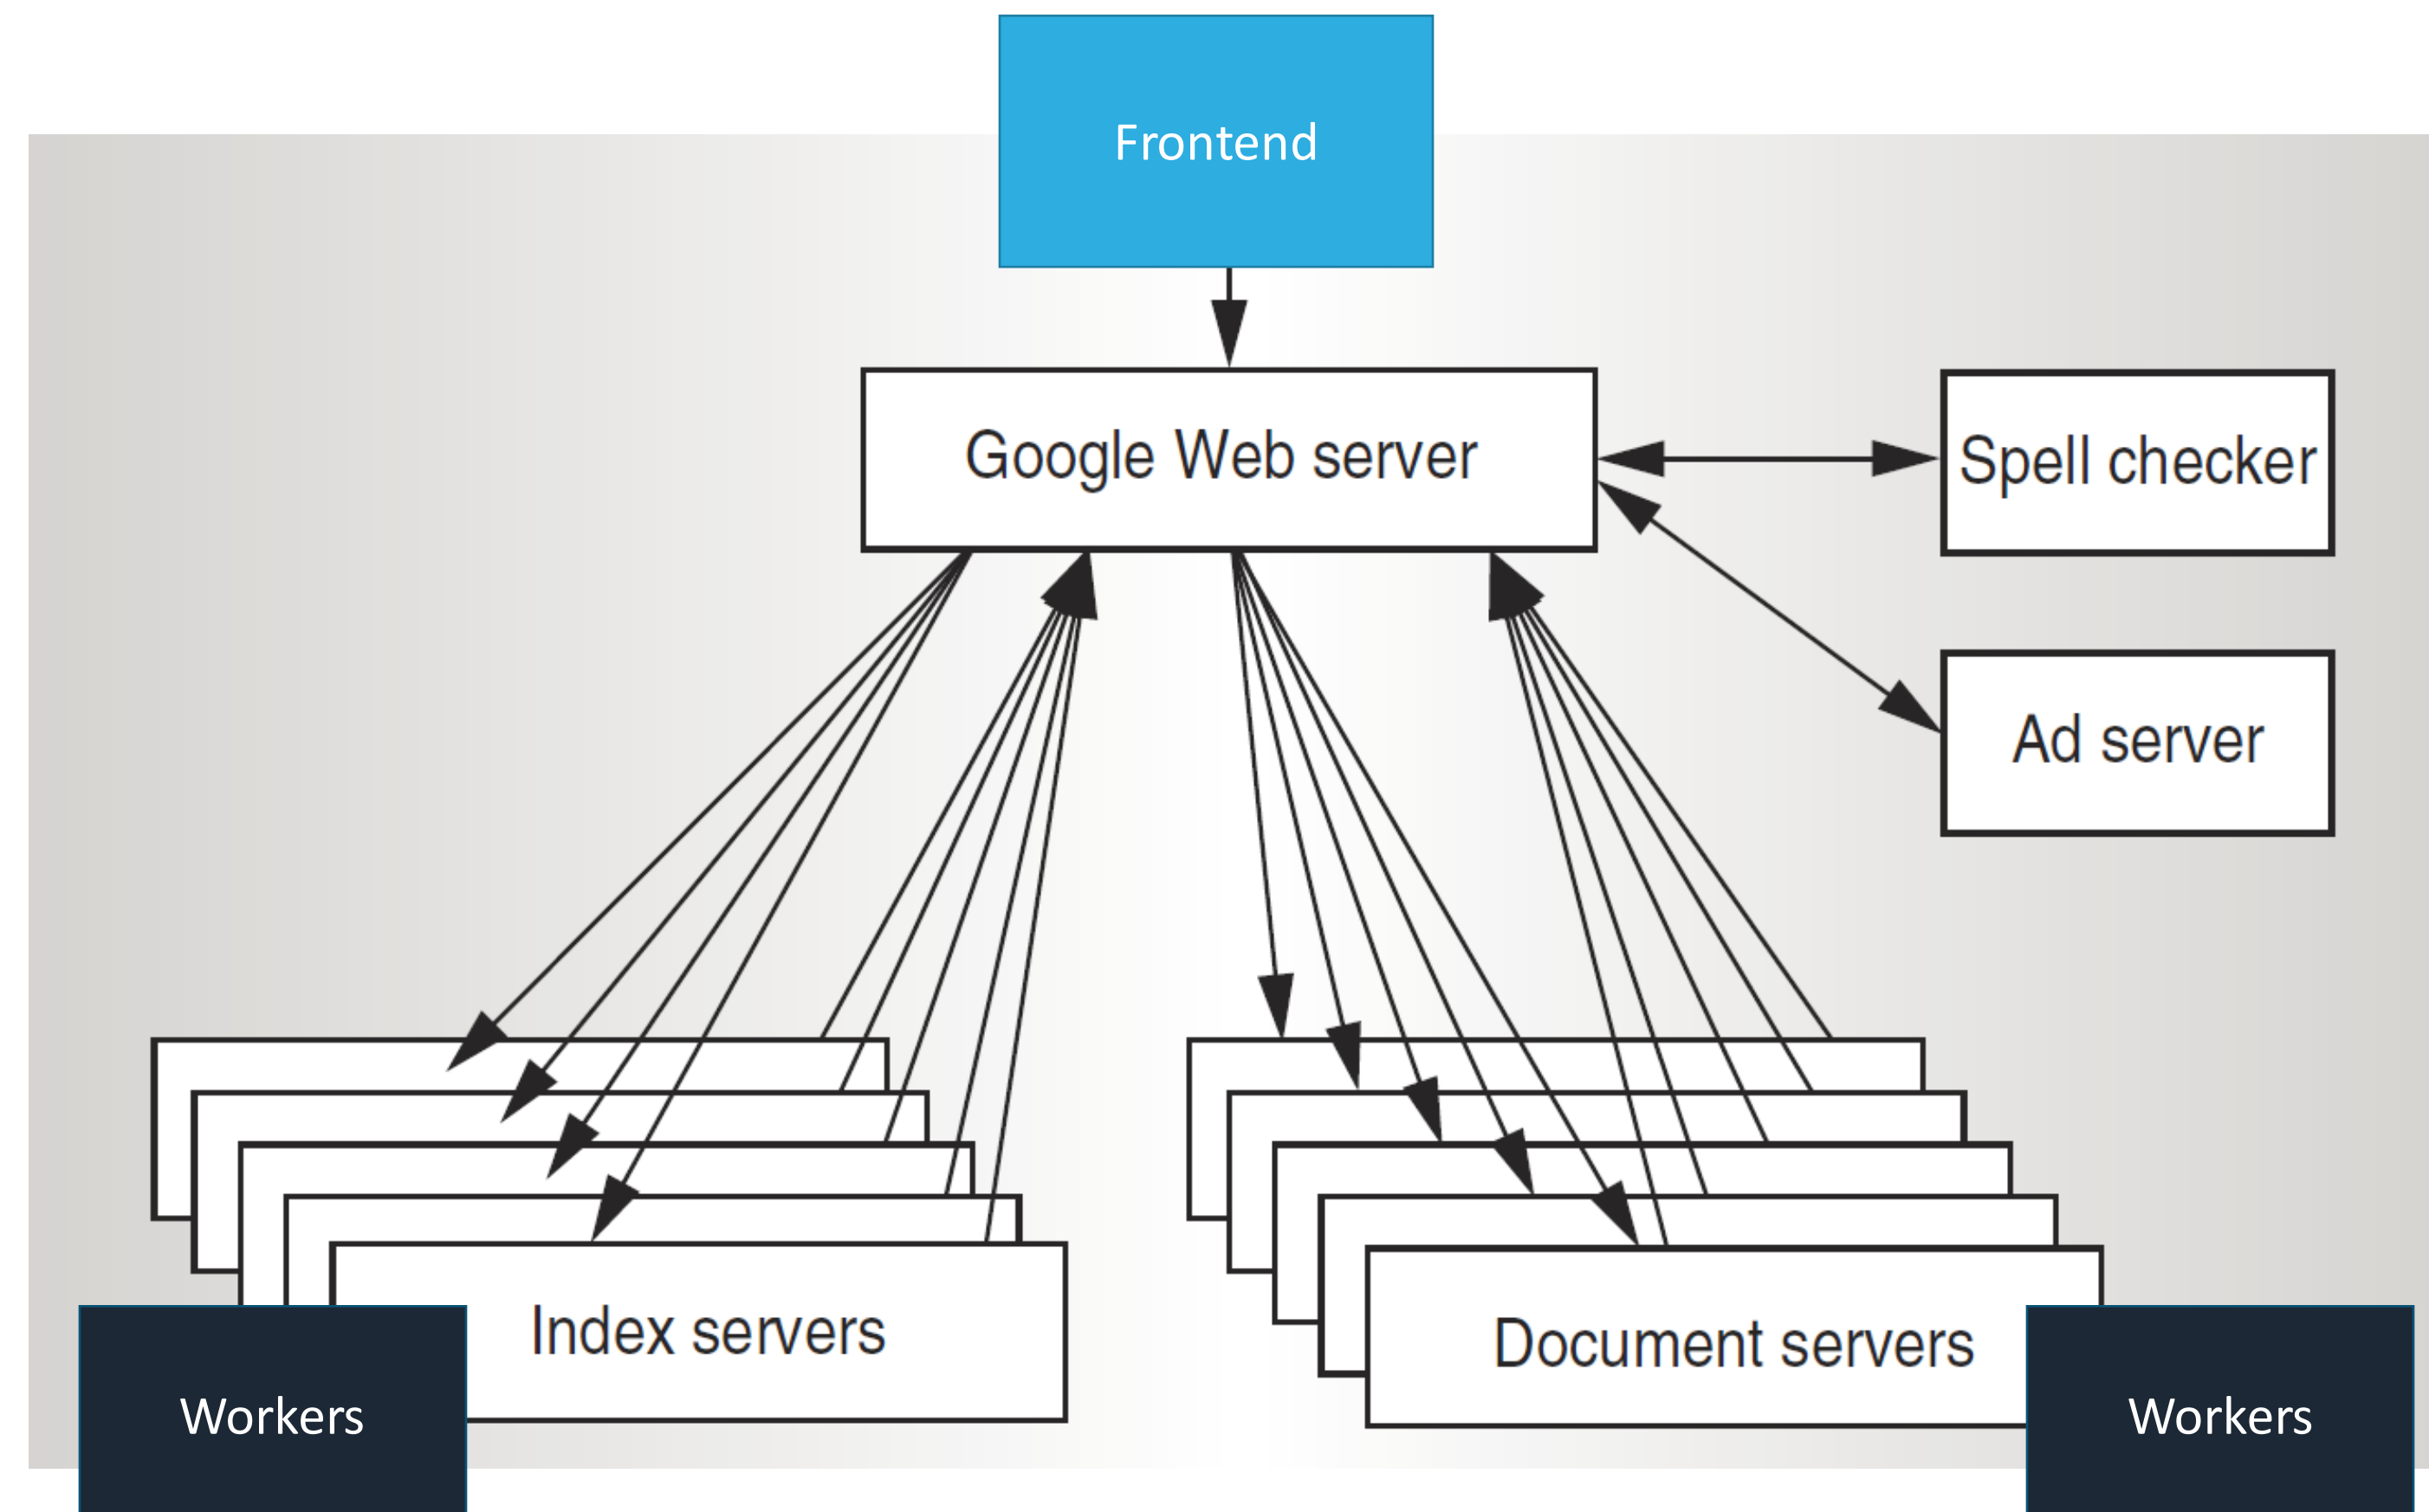 Frontend
Google Web server
Spell checker
Ad server
Index servers
Document servers
Workers
Workers